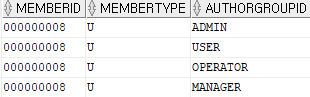 MEMBERID MEMBERTYPE AUTHORGROUPID
000000008 U ADMIN
000000008 U USER
000000008 U OPERATOR
000000008 U MANAGER